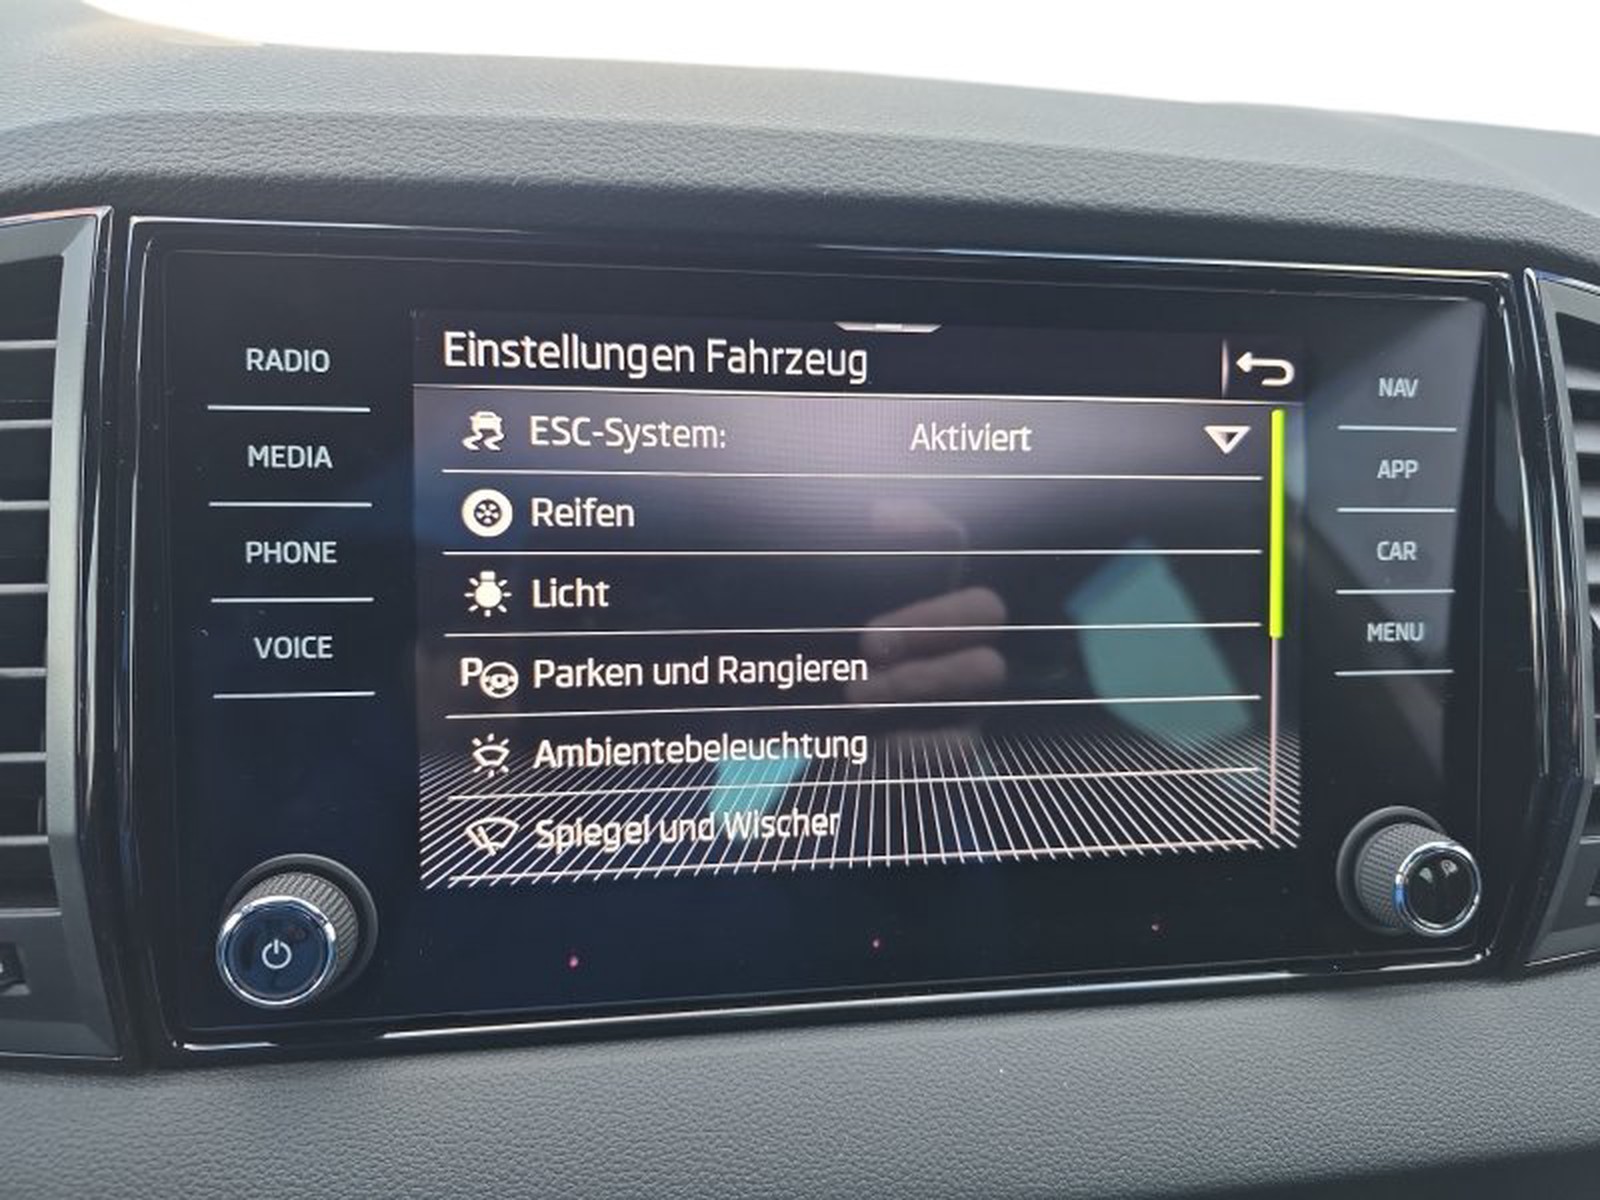 RADIO
MEDIA
PHONE
VOICE
Einstellungen Fahrzeug
ESC-System: Aktiviert
Reifen
Licht
P Parken und Rangieren
Ambientebeleuchtung
Spiegel und Wischer
NAV
APP
CAR
MENU